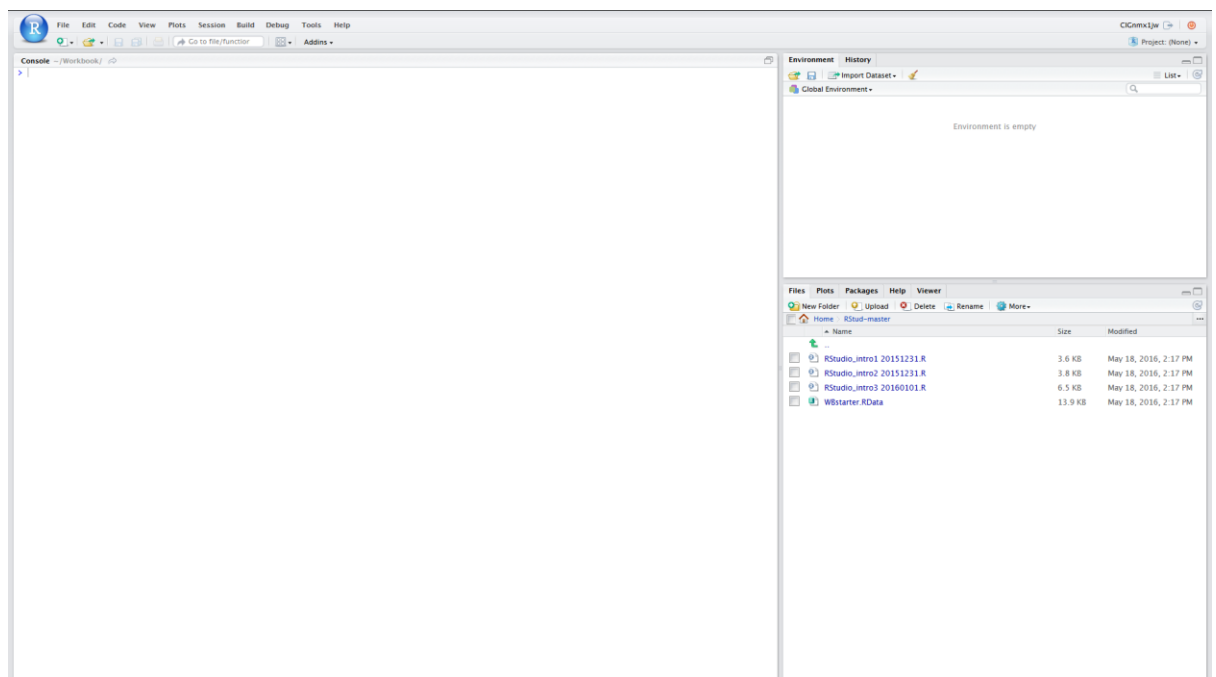 R
File Edit Code View Plots Session Build Debug Tools Help
ClGnmx1jw
Go to file/function Addins
Project: (None)
Console ~/Workbook/
>
Environment History
Import Dataset List
Global Environment
Environment is empty
Files Plots Packages Help Viewer
New Folder Upload Delete Rename More
Home RStud-master ...
Name Size Modified
..
RStudio_intro1 20151231.R 3.6 KB May 18, 2016, 2:17 PM
RStudio_intro2 20151231.R 3.8 KB May 18, 2016, 2:17 PM
RStudio_intro3 20160101.R 6.5 KB May 18, 2016, 2:17 PM
WBstarter.RData 13.9 KB May 18, 2016, 2:17 PM